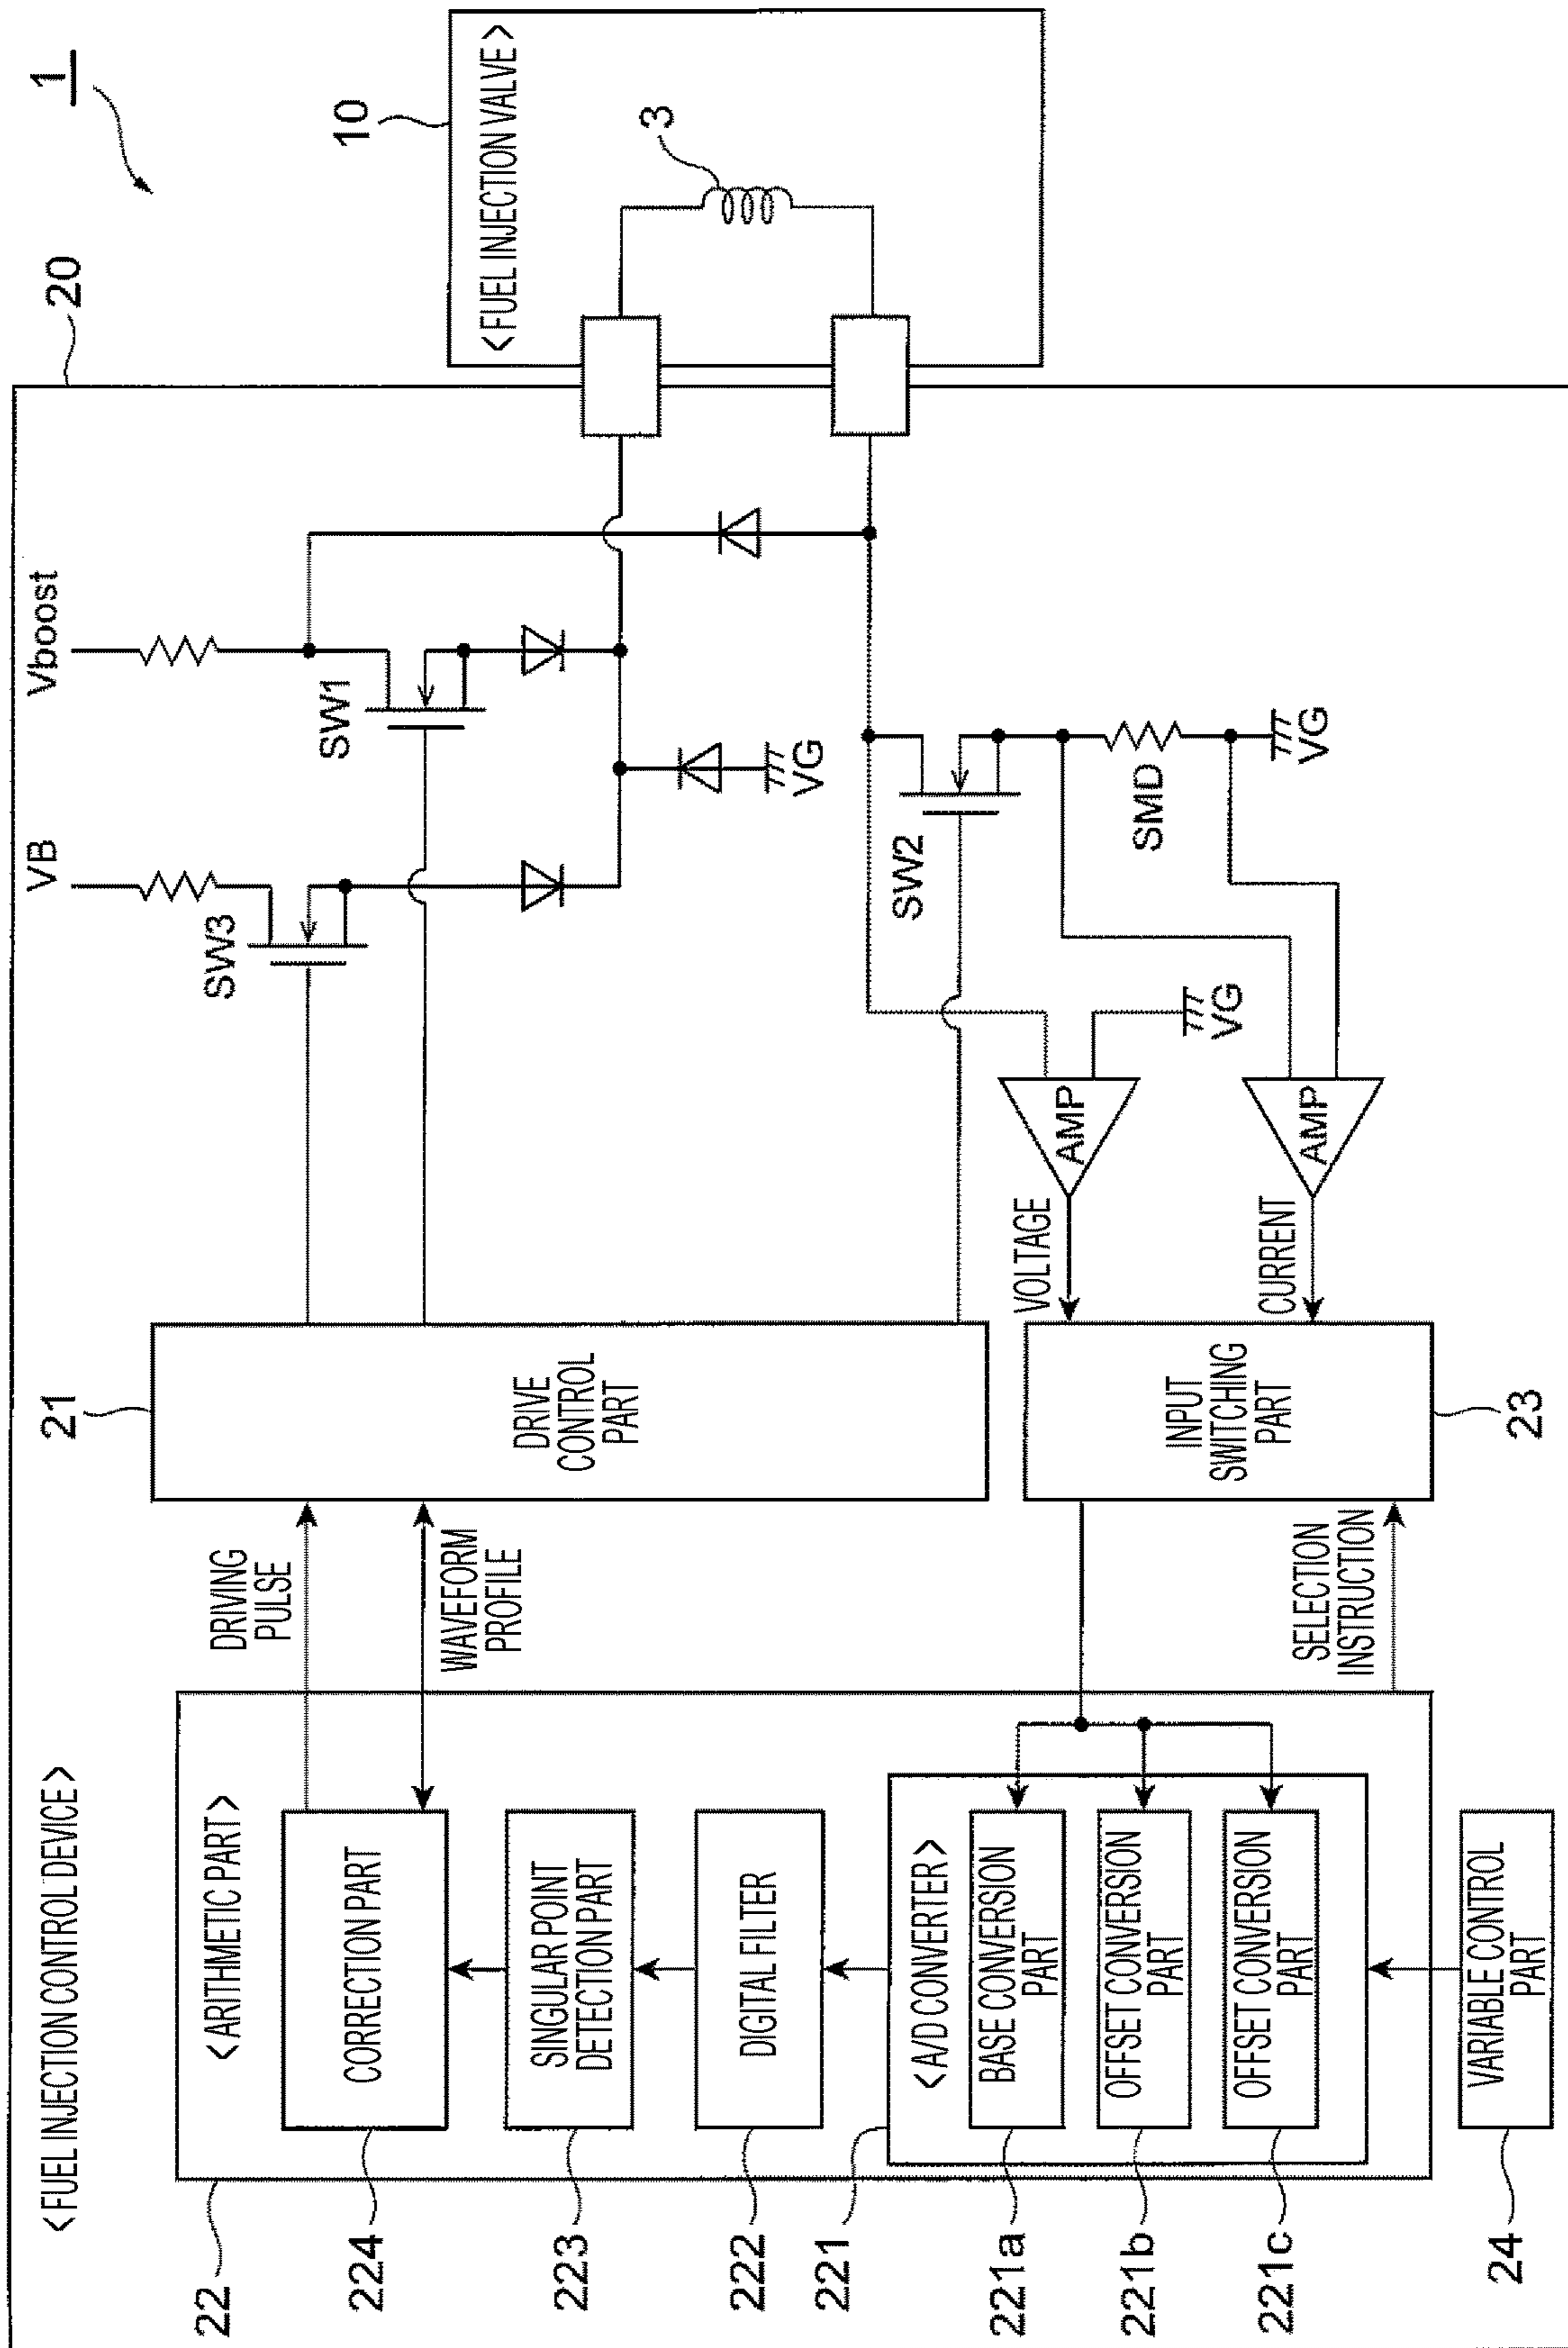 1
20
10
<FUEL INJECTION CONTROL DEVICE>
<FUEL INJECTION VALVE>
3
22
<ARITHMETIC PART>
224
CORRECTION PART
223
SINGULAR POINT
DETECTION PART
222
DIGITAL FILTER
221
<A/D CONVERTER>
221a
BASE CONVERSION
PART
221b
OFFSET CONVERSION
PART
221c
OFFSET CONVERSION
PART
24
VARIABLE CONTROL
PART
DRIVING
PULSE
WAVEFORM
PROFILE
SELECTION
INSTRUCTION
21
DRIVE
CONTROL
PART
INPUT
SWITCHING
PART
23
VOLTAGE
CURRENT
AMP
AMP
VB
Vboost
SW3
SW1
SW2
SMD
VG
VG
VG